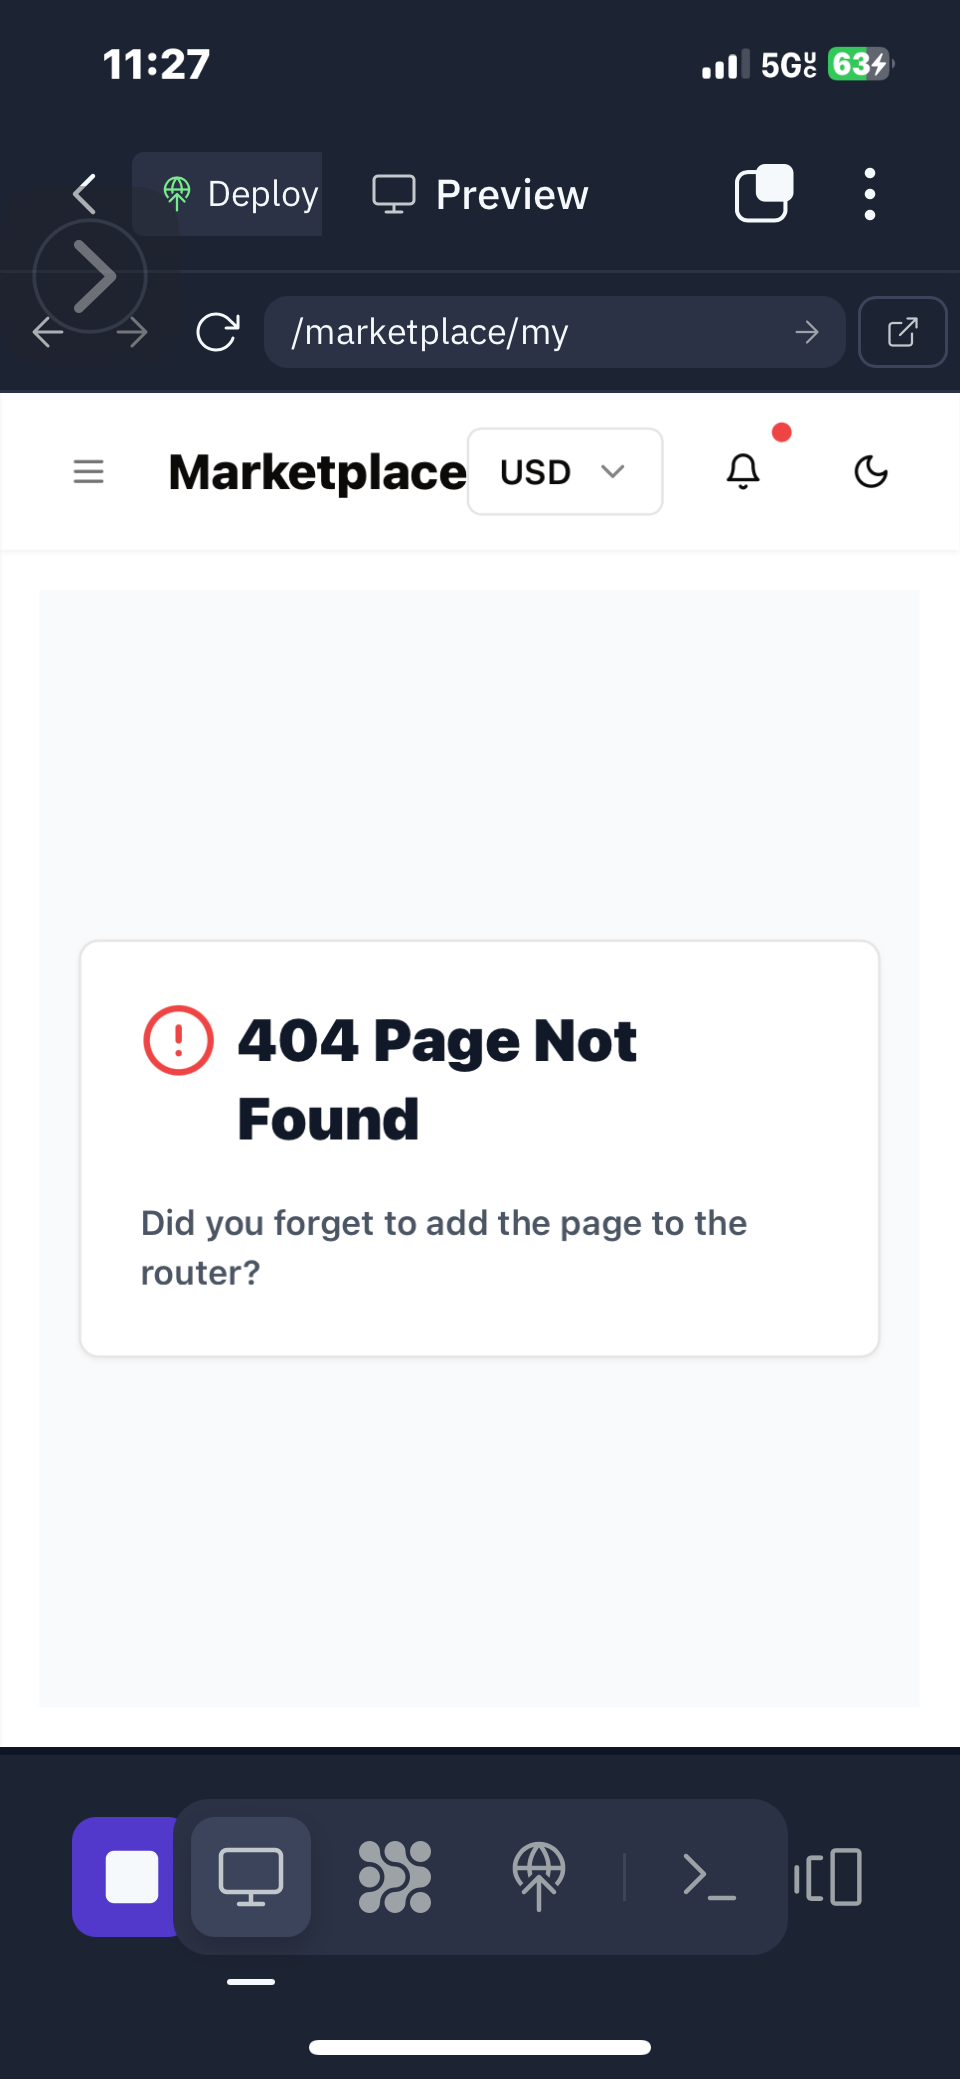 11:27
5G UC 63
Deploy
Preview
/marketplace/my
Marketplace
USD
404 Page Not
Found
Did you forget to add the page to the
router?